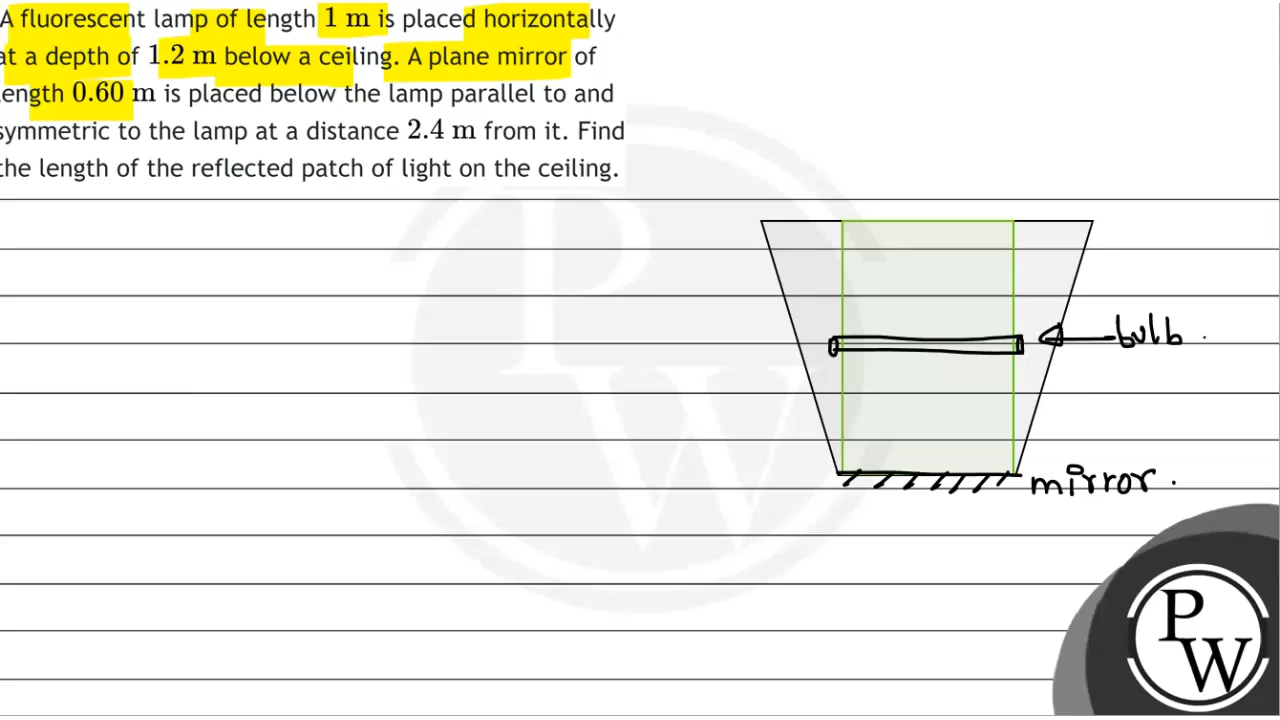 A fluorescent lamp of length 1 m is placed horizontally
at a depth of 1.2 m below a ceiling. A plane mirror of
length 0.60 m is placed below the lamp parallel to and
symmetric to the lamp at a distance 2.4 m from it. Find
the length of the reflected patch of light on the ceiling.
bulb.
mirror.
P
W
P
W